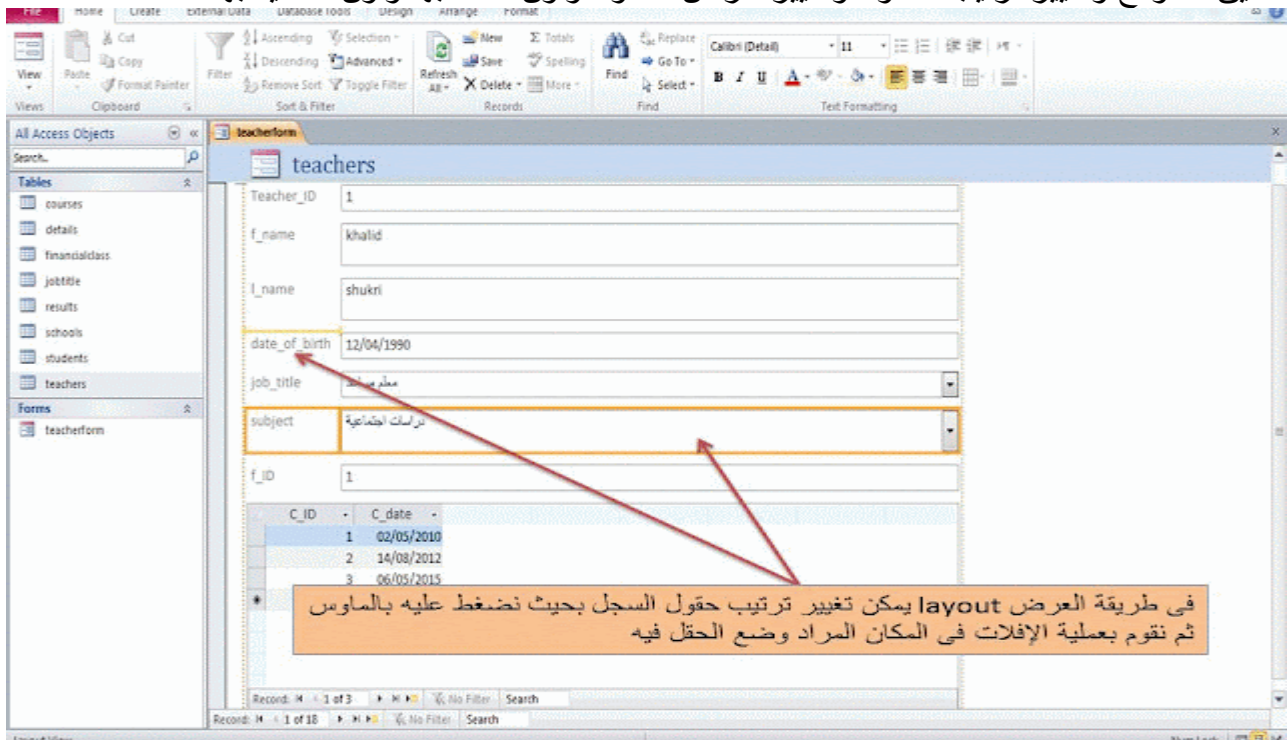 File Home Create External Data Database Tools Design Arrange Format
Cut Ascending Selection New Totals Replace Calibri (Detail) 11
Copy Descending Advanced Save Spelling Go To
View Paste Format Painter Filter Remove Sort Toggle Filter Refresh All Delete More Find Select B I U A
Views Clipboard Sort & Filter Records Find Text Formatting
All Access Objects
Search..
Tables
courses
details
financialclass
jobtitle
results
schools
students
teachers
Forms
teacherform
teacherform
teachers
Teacher_ID 1
f_name khalid
l_name shukri
date_of_birth 12/04/1990
job_title معلم
subject دراسات اجتماعية
f_ID 1
C_ID C_date
1 02/05/2010
2 14/08/2012
3 06/05/2015
فى طريقة العرض layout يمكن تغيير ترتيب حقول السجل بحيث نضغط عليه بالماوس
ثم نقوم بعملية الإفلات فى المكان المراد وضع الحقل فيه
Record: 1 of 3 No Filter Search
Record: 1 of 18 No Filter Search